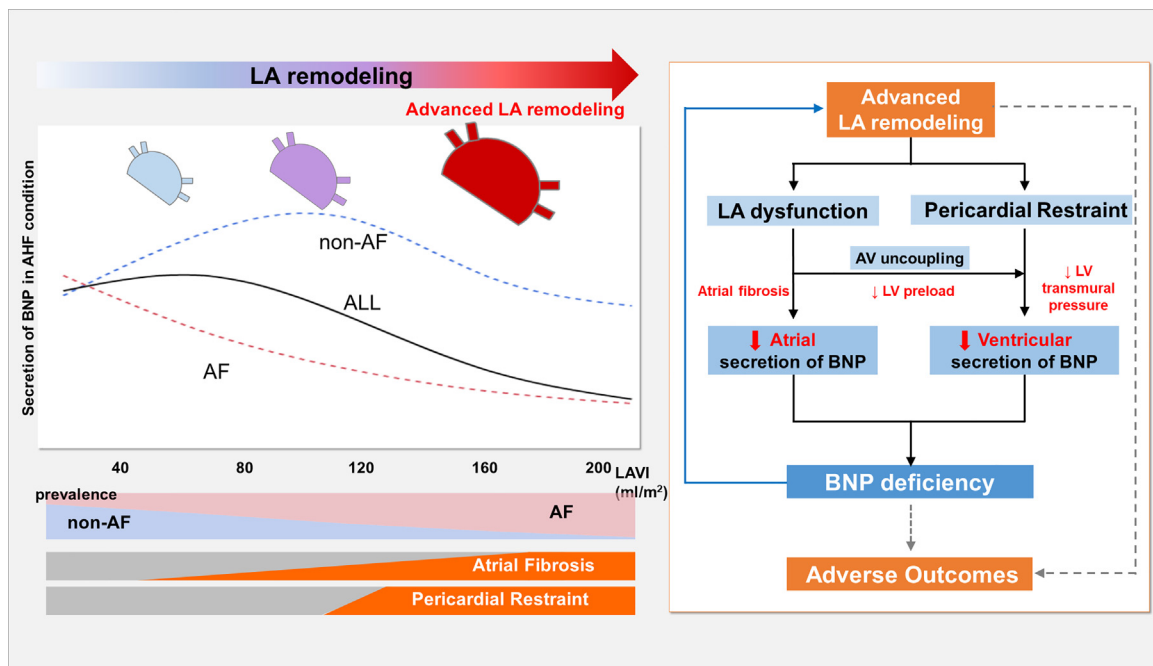 LA remodeling
Advanced LA remodeling
Secretion of BNP in AHF condition
non-AF
ALL
AF
40
80
120
160
200
LAVI
(ml/m²)
prevalence
non-AF
AF
Atrial Fibrosis
Pericardial Restraint
Advanced
LA remodeling
LA dysfunction
Pericardial Restraint
AV uncoupling
Atrial fibrosis
↓ LV preload
↓ LV
transmural
pressure
↓ Atrial
secretion of BNP
↓ Ventricular
secretion of BNP
BNP deficiency
Adverse Outcomes